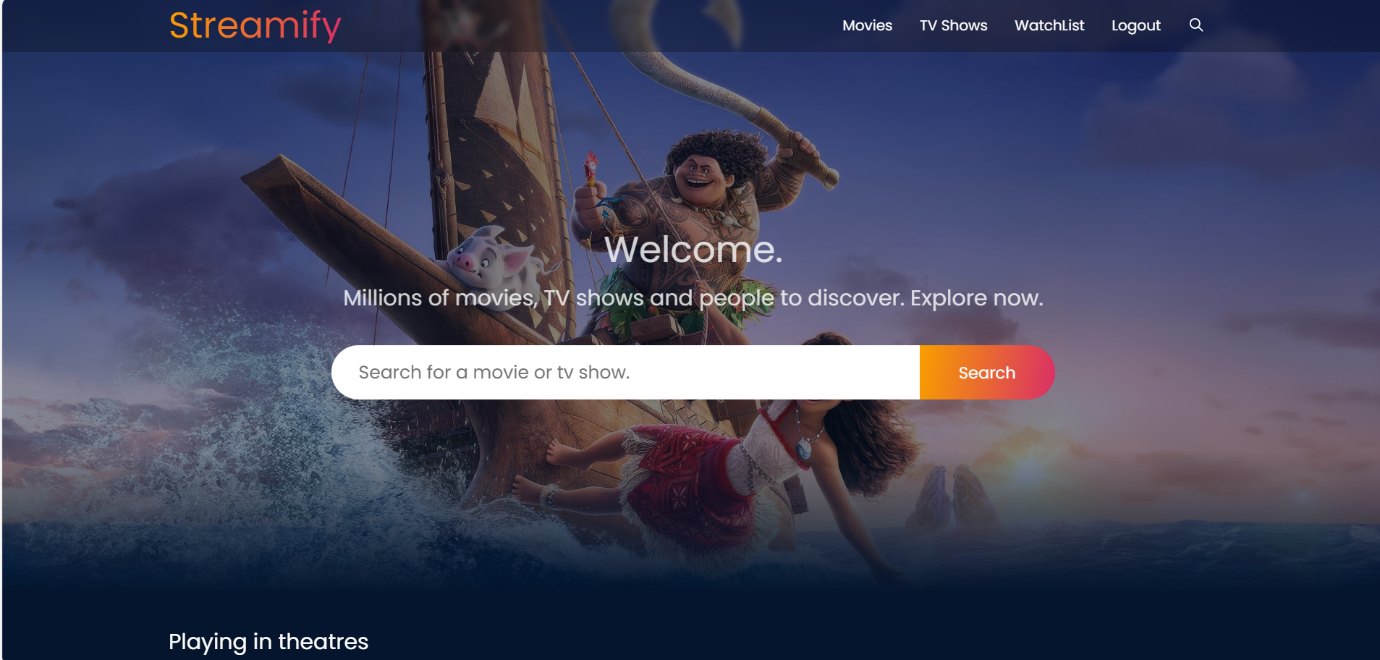 Streamify
Movies TV Shows WatchList Logout
Welcome.
Millions of movies, TV shows and people to discover. Explore now.
Search for a movie or tv show. Search
Playing in theatres